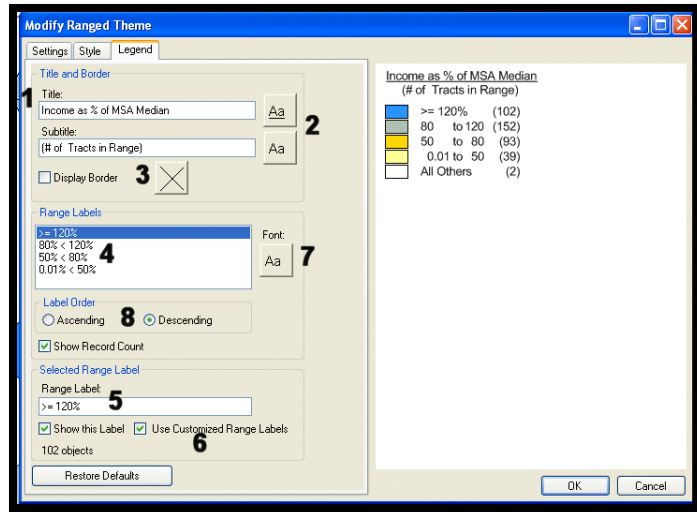 Modify Ranged Theme
Settings Style Legend
Title and Border
1 Title:
Income as % of MSA Median Aa
2
Subtitle:
(# of Tracts in Range) Aa
Display Border 3
Range Labels
>= 120%
80% < 120%
50% < 80%
0.01% < 50%
4
Font:
Aa 7
Label Order
Ascending 8 Descending
Show Record Count
Selected Range Label
Range Label:
>= 120% 5
Show this Label Use Customized Range Labels
6
102 objects
Restore Defaults
Income as % of MSA Median
(# of Tracts in Range)
>= 120% (102)
80 to 120 (152)
50 to 80 (93)
0.01 to 50 (39)
All Others (2)
OK Cancel